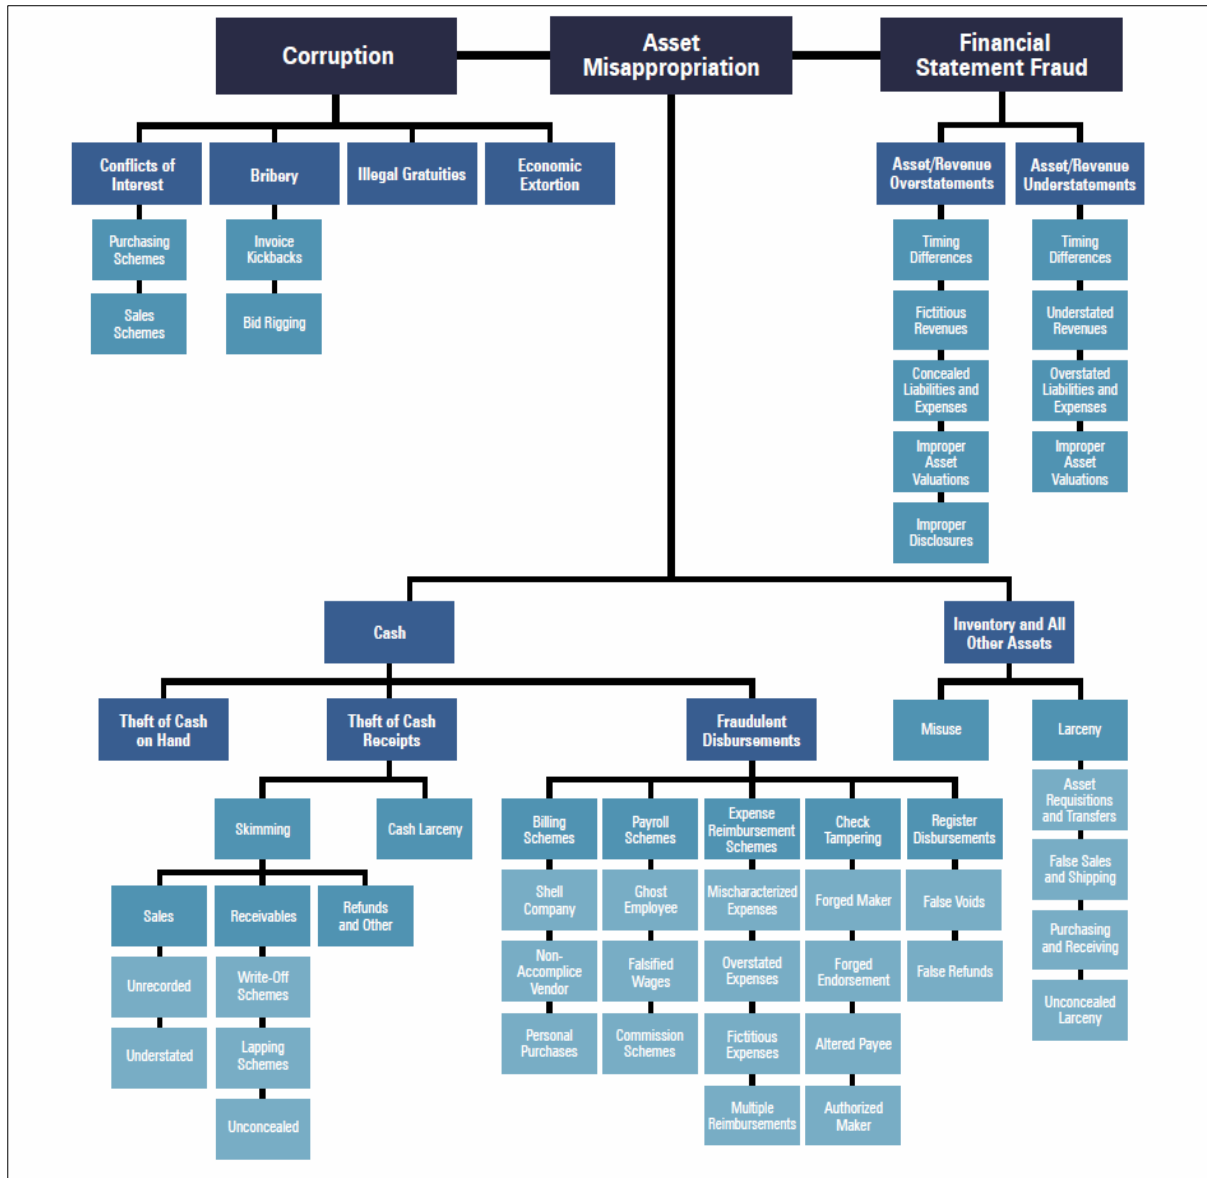 Corruption
Asset
Misappropriation
Financial
Statement Fraud
Conflicts of
Interest
Bribery
Illegal Gratuities
Economic
Extortion
Asset/Revenue
Overstatements
Asset/Revenue
Understatements
Purchasing
Schemes
Invoice
Kickbacks
Timing
Differences
Timing
Differences
Sales
Schemes
Bid Rigging
Fictitious
Revenues
Understated
Revenues
Concealed
Liabilities and
Expenses
Overstated
Liabilities and
Expenses
Improper
Asset
Valuations
Improper
Asset
Valuations
Improper
Disclosures
Cash
Inventory and All
Other Assets
Theft of Cash
on Hand
Theft of Cash
Receipts
Fraudulent
Disbursements
Misuse
Larceny
Skimming
Cash Larceny
Billing
Schemes
Payroll
Schemes
Expense
Reimbursement
Schemes
Check
Tampering
Register
Disbursements
Asset
Requisitions
and Transfers
Sales
Receivables
Refunds
and Other
Shell
Company
Ghost
Employee
Mischaracterized
Expenses
Forged Maker
False Voids
False Sales
and Shipping
Unrecorded
Write-Off
Schemes
Non-
Accomplice
Vendor
Falsified
Wages
Overstated
Expenses
Forged
Endorsement
False Refunds
Purchasing
and Receiving
Understated
Lapping
Schemes
Personal
Purchases
Commission
Schemes
Fictitious
Expenses
Altered Payee
Unconcealed
Larceny
Unconcealed
Multiple
Reimbursements
Authorized
Maker